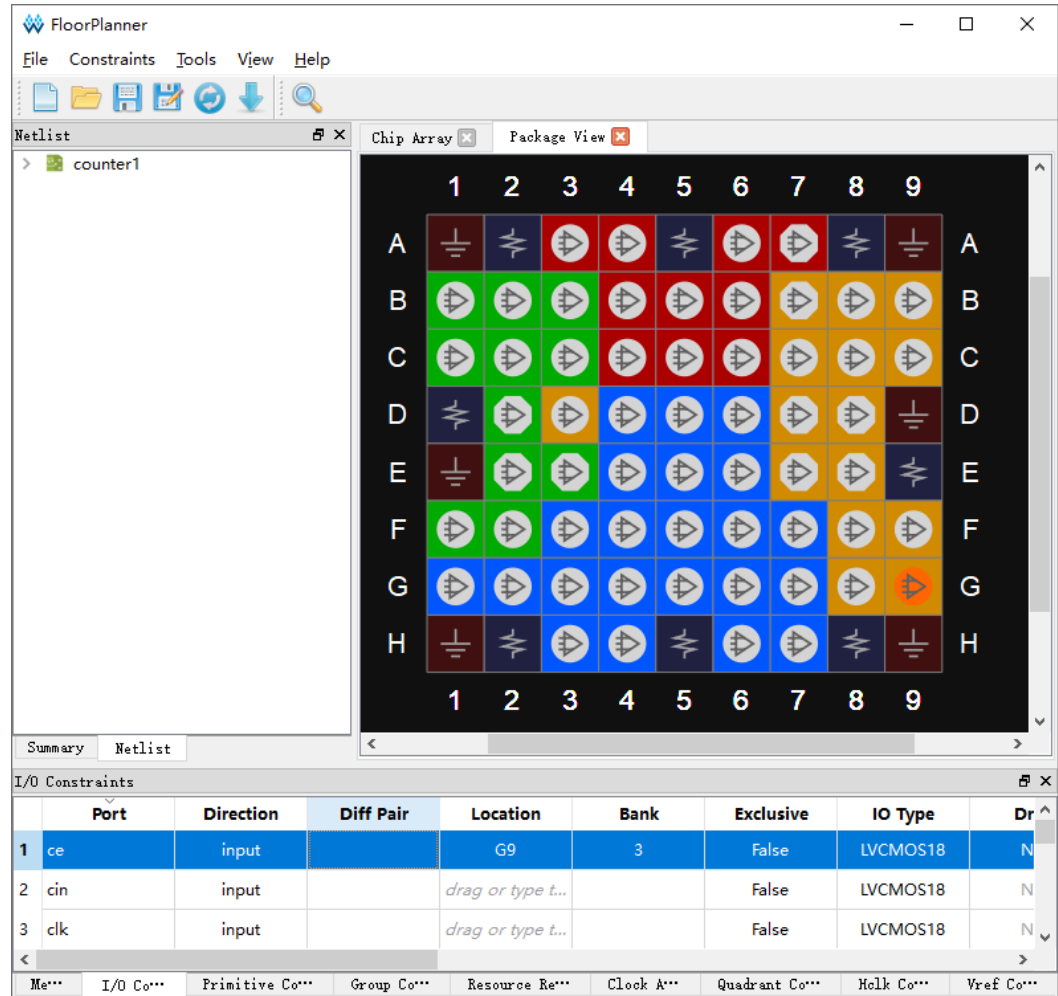 FloorPlanner
File Constraints Tools View Help
Netlist
Chip Array Package View
counter1
1 2 3 4 5 6 7 8 9
A A
B B
C C
D D
E E
F F
G G
H H
1 2 3 4 5 6 7 8 9
Summary Netlist
I/O Constraints
Port Direction Diff Pair Location Bank Exclusive IO Type Dr
1 ce input G9 3 False LVCMOS18 N
2 cin input drag or type t... False LVCMOS18 N
3 clk input drag or type t... False LVCMOS18 N
Me··· I/O Co··· Primitive Co··· Group Co··· Resource Re··· Clock A··· Quadrant Co··· Hclk Co··· Vref Co···